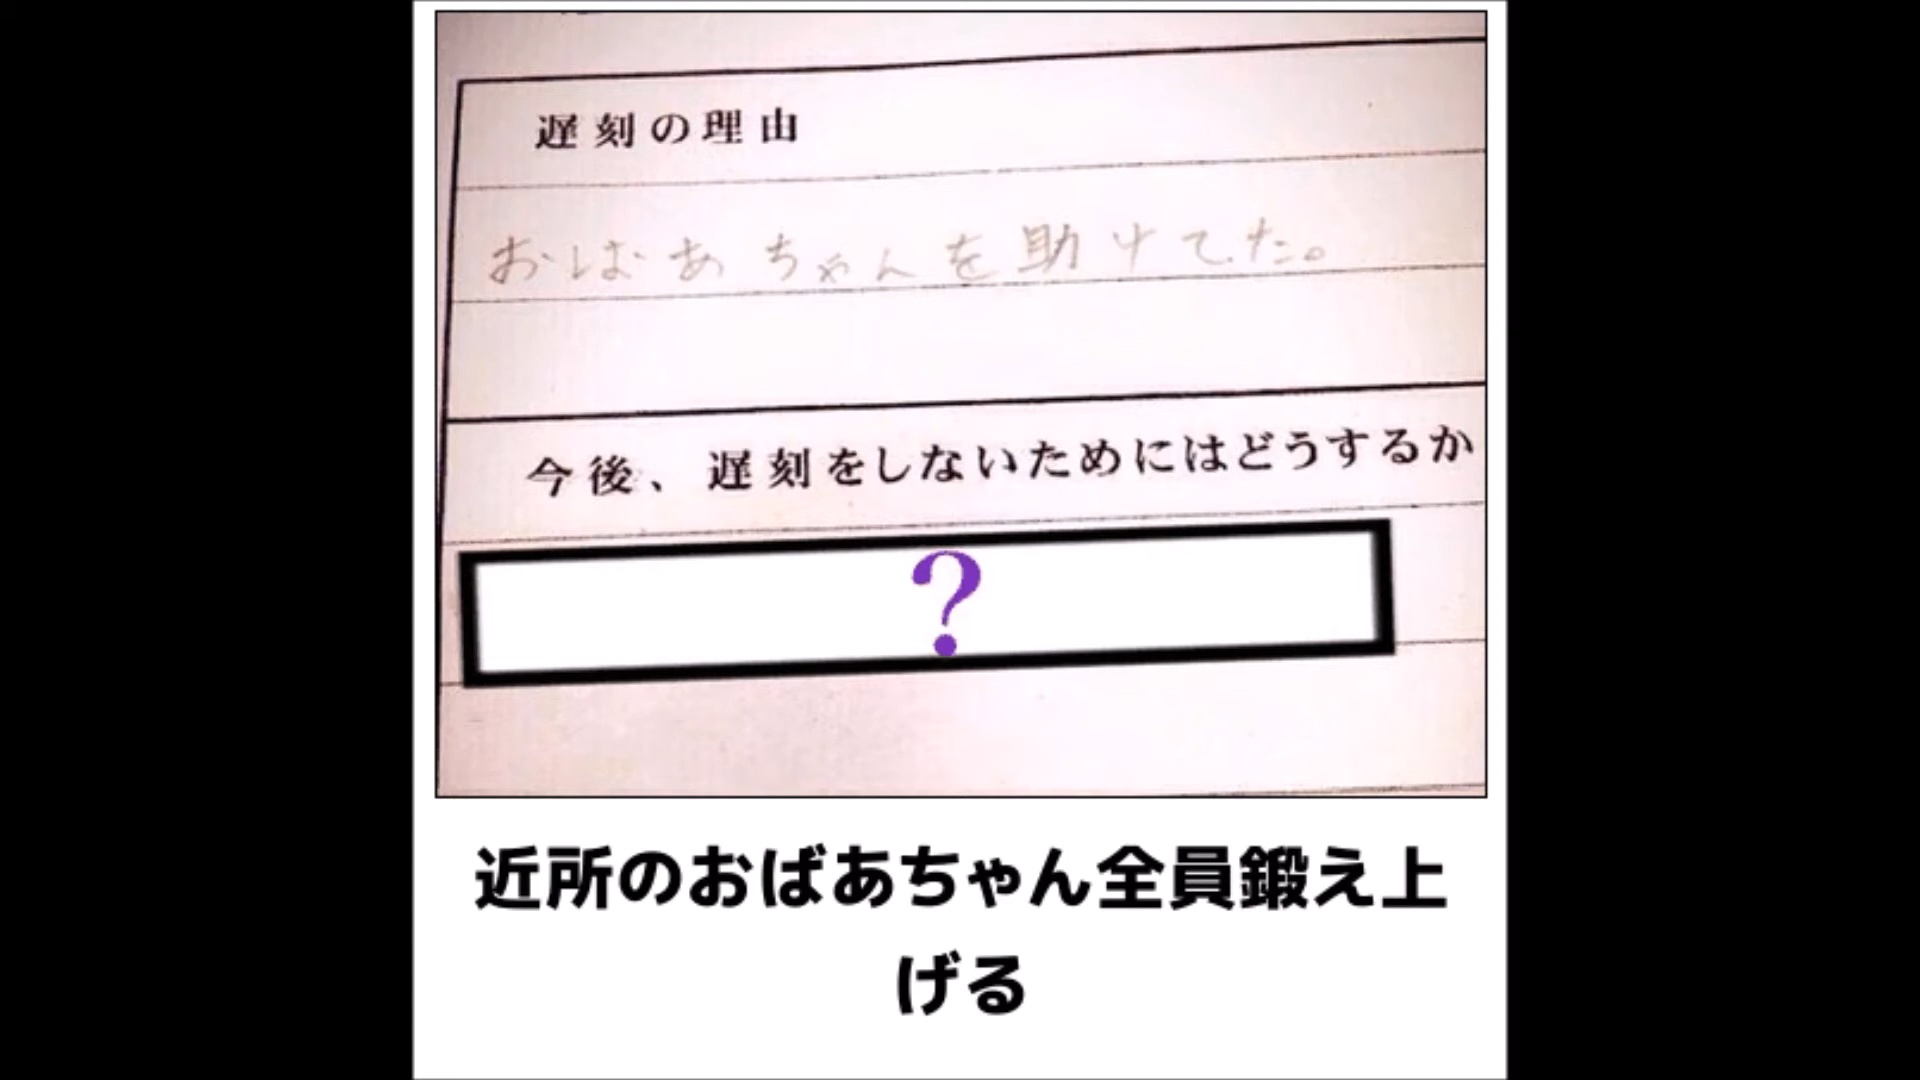 遅刻の理由
おばあちゃんを助けてた。
今後、遅刻をしないためにはどうするか
?
近所のおばあちゃん全員鍛え上
げる